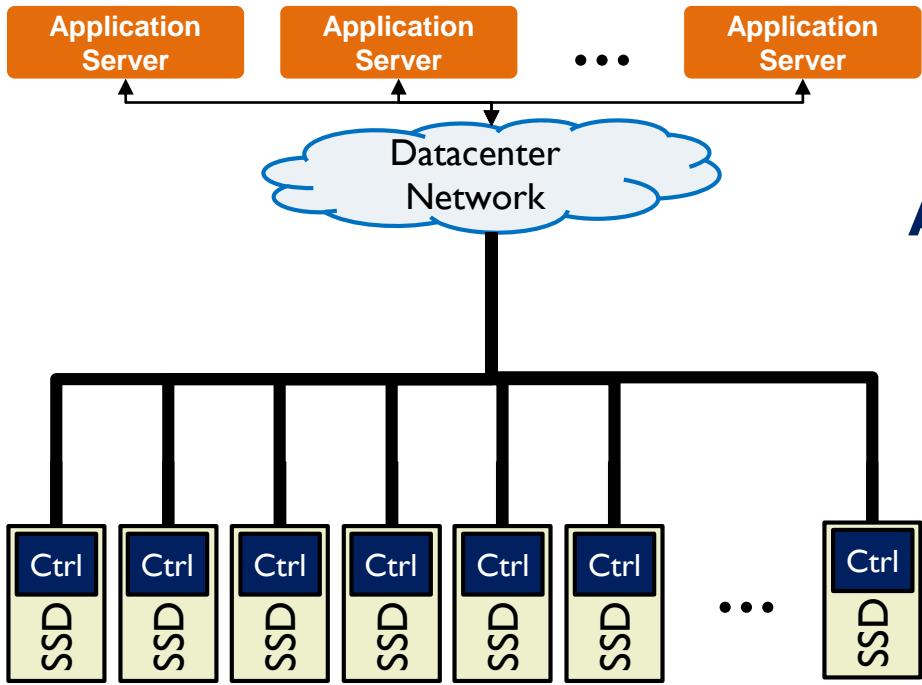 Application
Server
Application
Server
...
Application
Server
Datacenter
Network
A
Ctrl
SSD
Ctrl
SSD
Ctrl
SSD
Ctrl
SSD
Ctrl
SSD
Ctrl
SSD
...
Ctrl
SSD